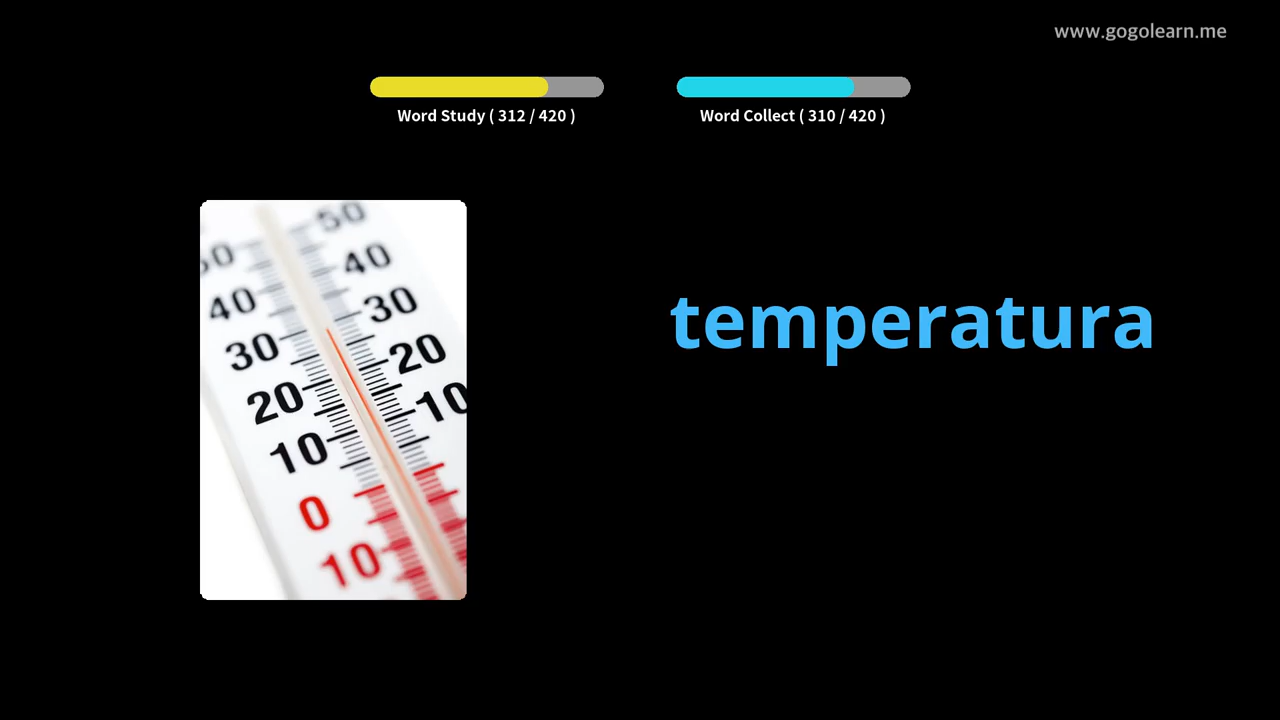 www.gogolearn.me
Word Study ( 312 / 420 )
Word Collect ( 310 / 420 )
temperatura
50
40 40
30 30
20 20
10 10
0
10